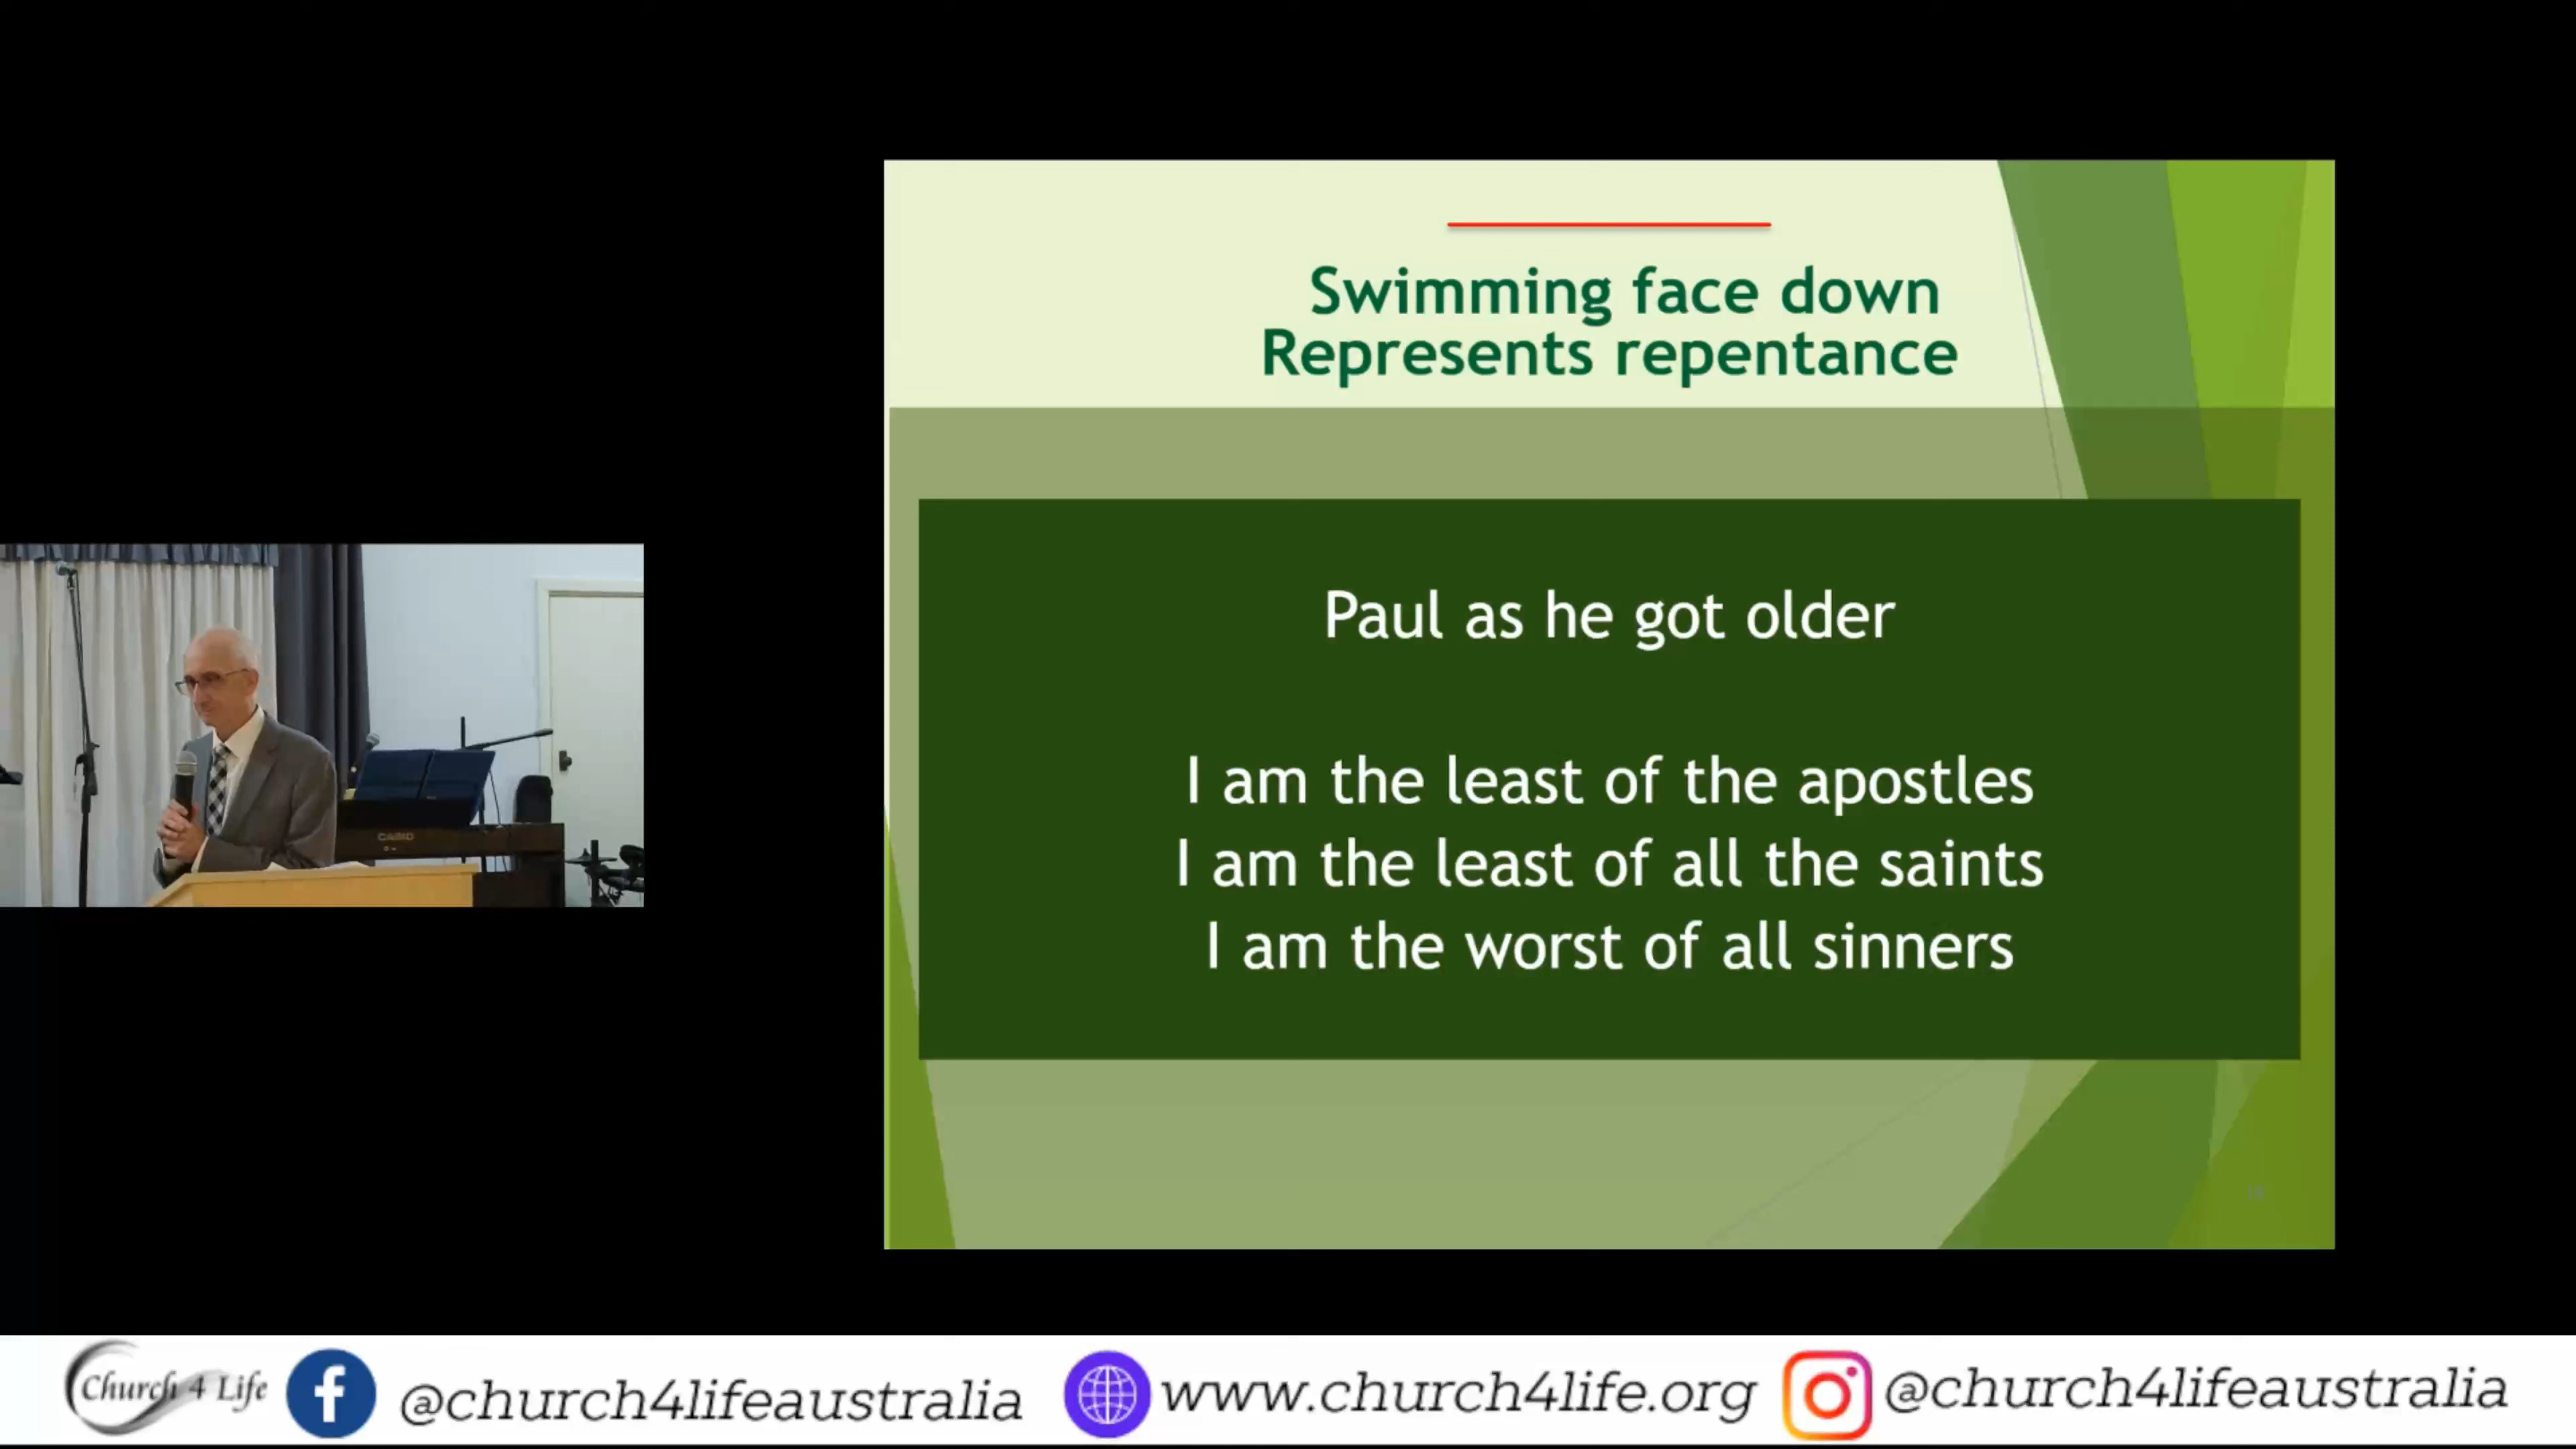 Swimming face down
Represents repentance
Paul as he got older
I am the least of the apostles
I am the least of all the saints
I am the worst of all sinners
CASIO
Church 4 Life
@church4lifeaustralia
www.church4life.org
@church4lifeaustralia